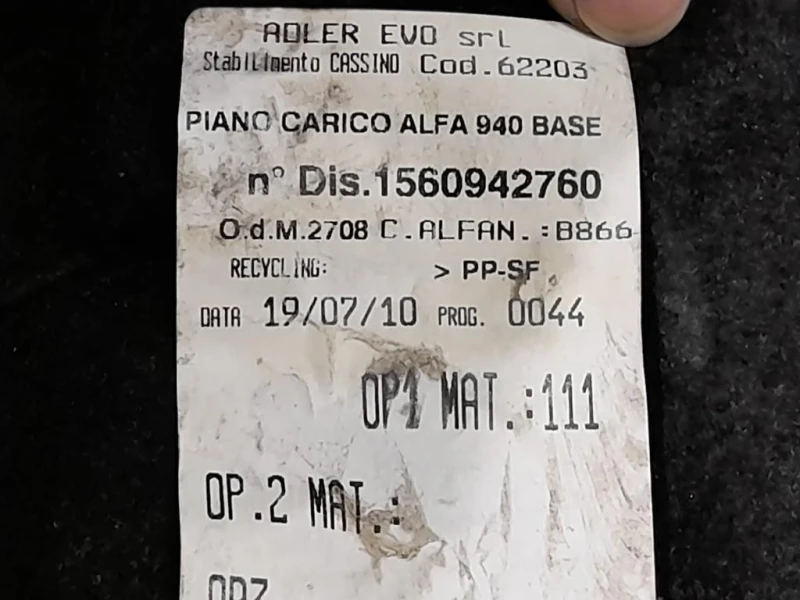 ADLER EVO srl
Stabilimento CASSINO Cod.62203
PIANO CARICO ALFA 940 BASE
n° Dis.1560942760
O.d.M.2708 C.ALFAN.:B866
RECYCLING: > PP-SF
DATA 19/07/10 PROG. 0044
OP1 MAT.:111
OP.2 MAT.: